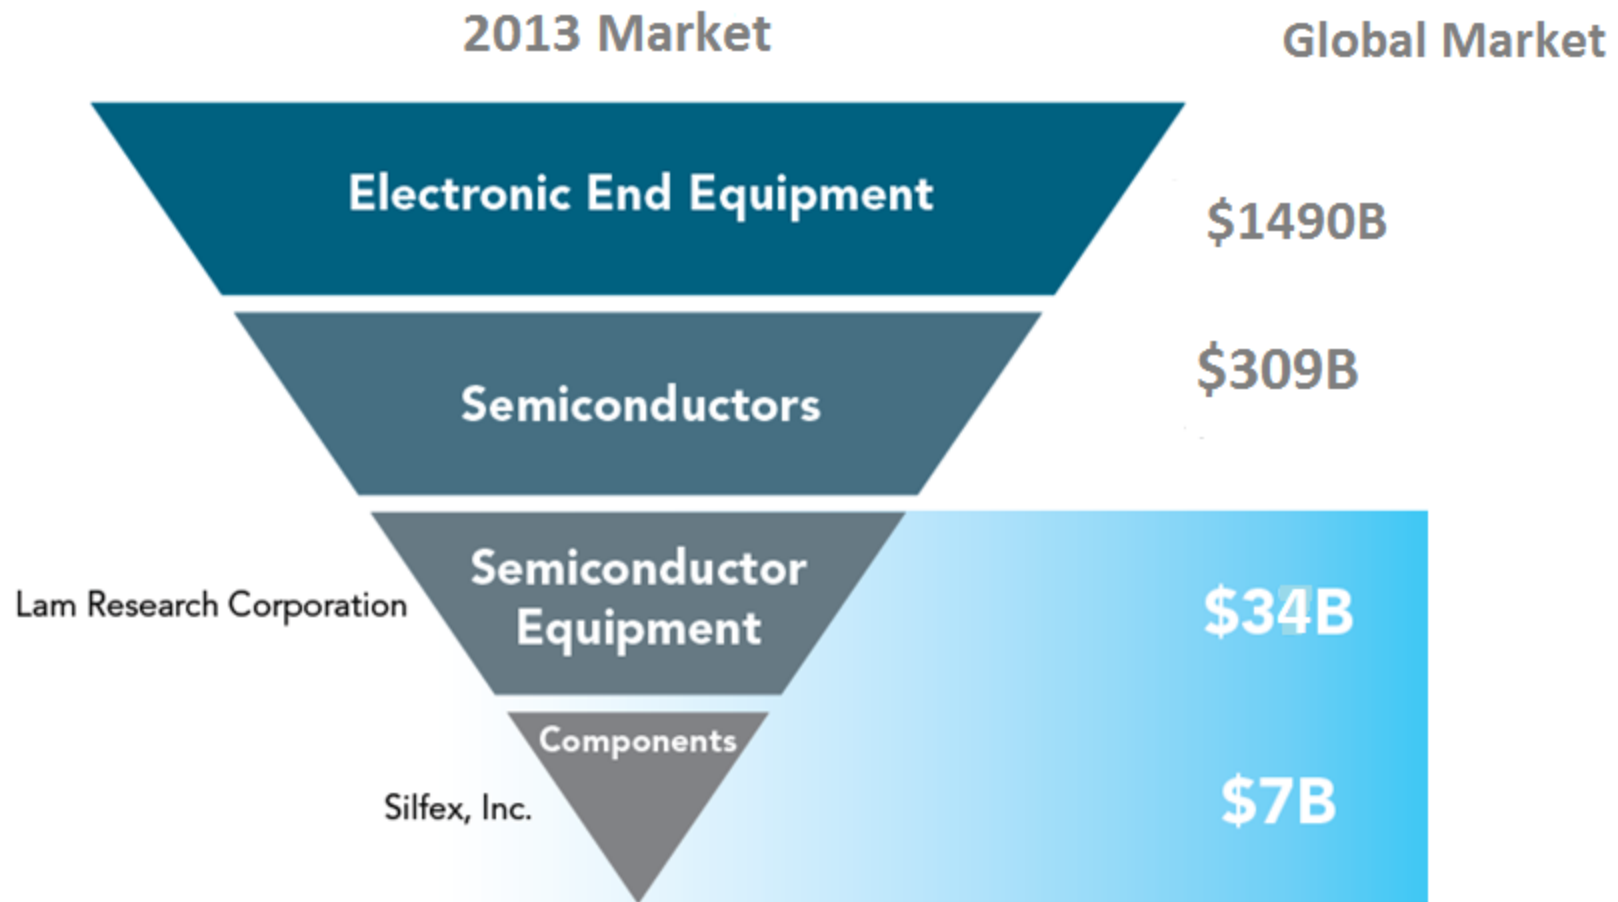 2013 Market
Global Market
Electronic End Equipment
$1490B
Semiconductors
$309B
Semiconductor
Equipment
Lam Research Corporation
$34B
Components
Silfex, Inc.
$7B